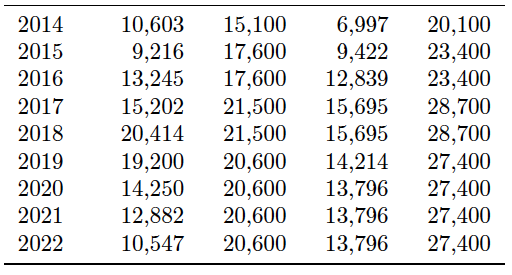 2014 10,603 15,100 6,997 20,100
2015 9,216 17,600 9,422 23,400
2016 13,245 17,600 12,839 23,400
2017 15,202 21,500 15,695 28,700
2018 20,414 21,500 15,695 28,700
2019 19,200 20,600 14,214 27,400
2020 14,250 20,600 13,796 27,400
2021 12,882 20,600 13,796 27,400
2022 10,547 20,600 13,796 27,400